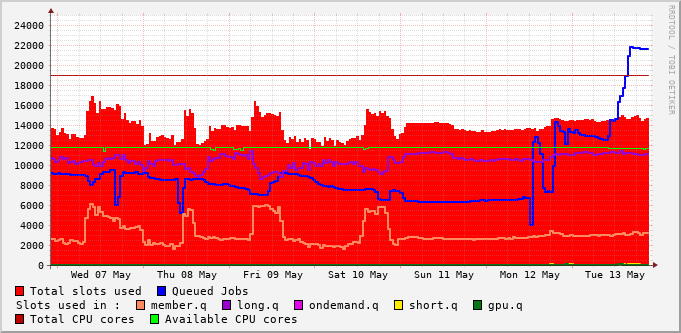 RRDTOOL / TOBI OETIKER
24000
22000
20000
18000
16000
14000
12000
10000
8000
6000
4000
2000
0
Wed 07 May Thu 08 May Fri 09 May Sat 10 May Sun 11 May Mon 12 May Tue 13 May
Total slots used Queued Jobs
Slots used in : member.q long.q ondemand.q short.q gpu.q
Total CPU cores Available CPU cores